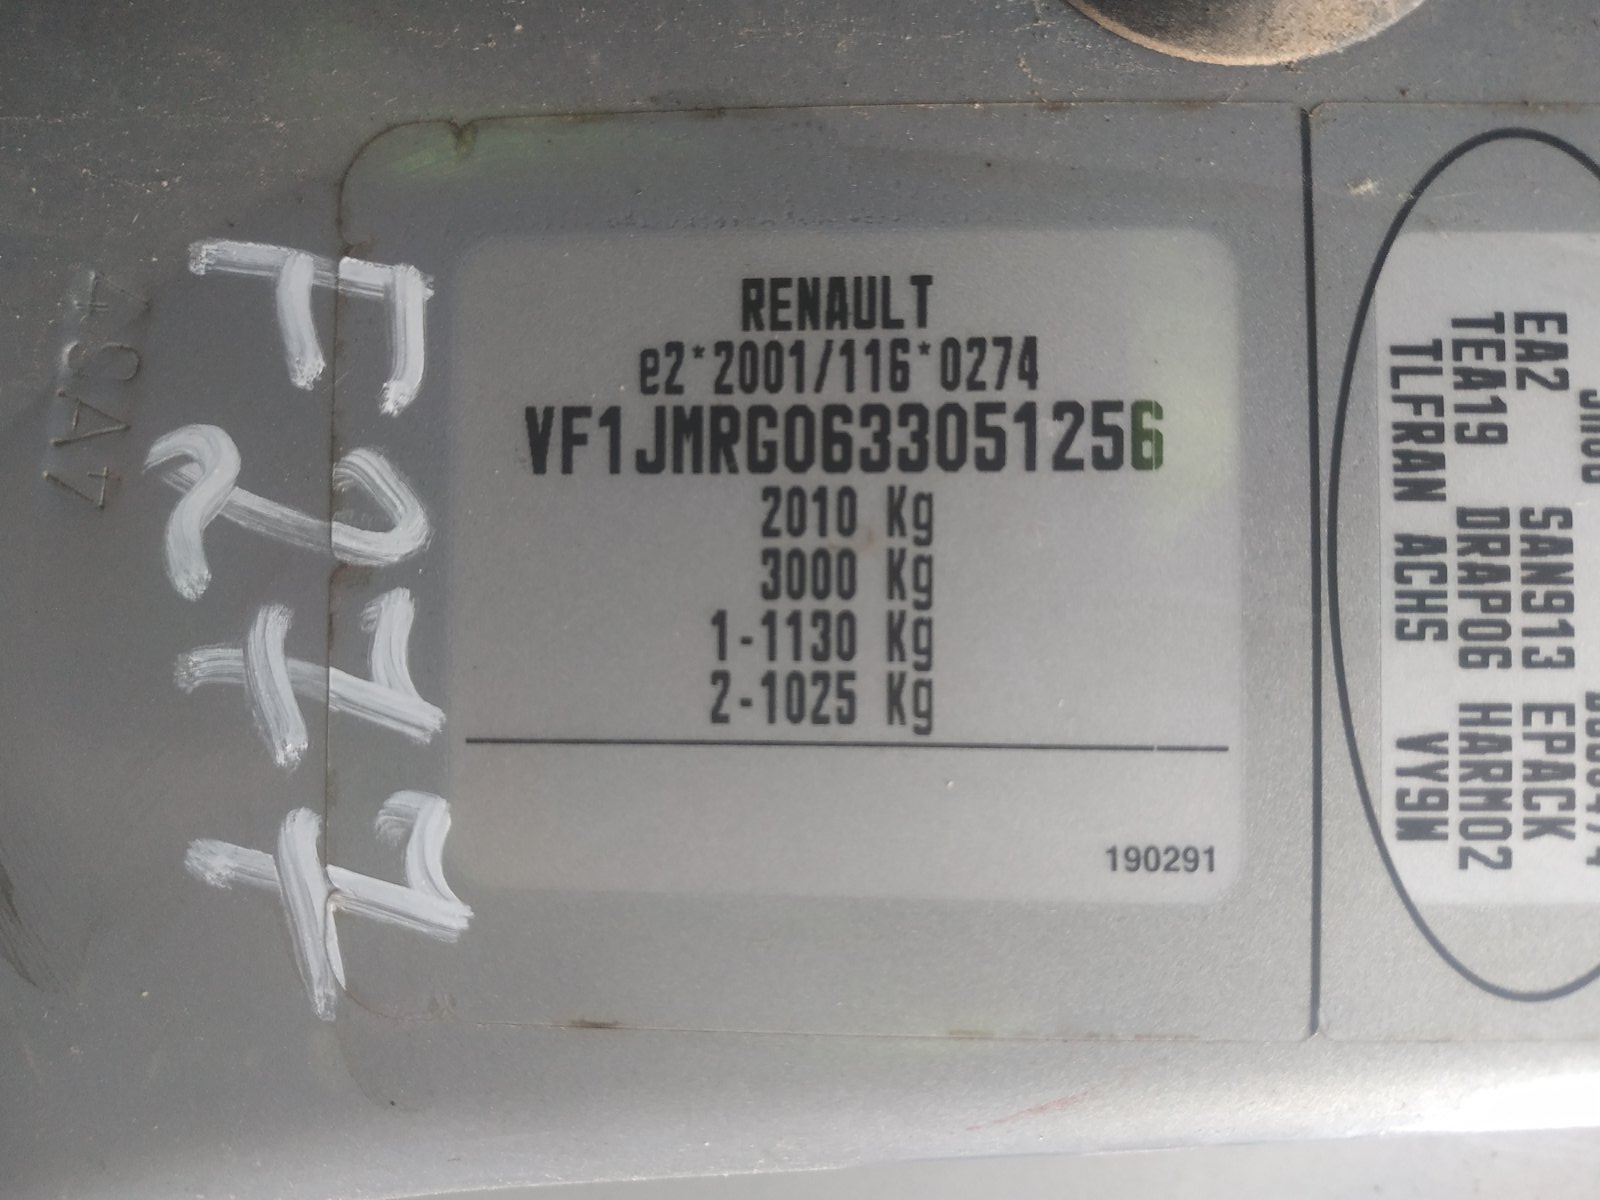 RENAULT
e2*2001/116*0274
VF1JMRG0633051256
2010 Kg
3000 Kg
1-1130 Kg
2-1025 Kg
190291
EA2 SAN913 EPACK
TEA19 DRAP06 HARM02
TLFRAN ACHS VY9M
F277